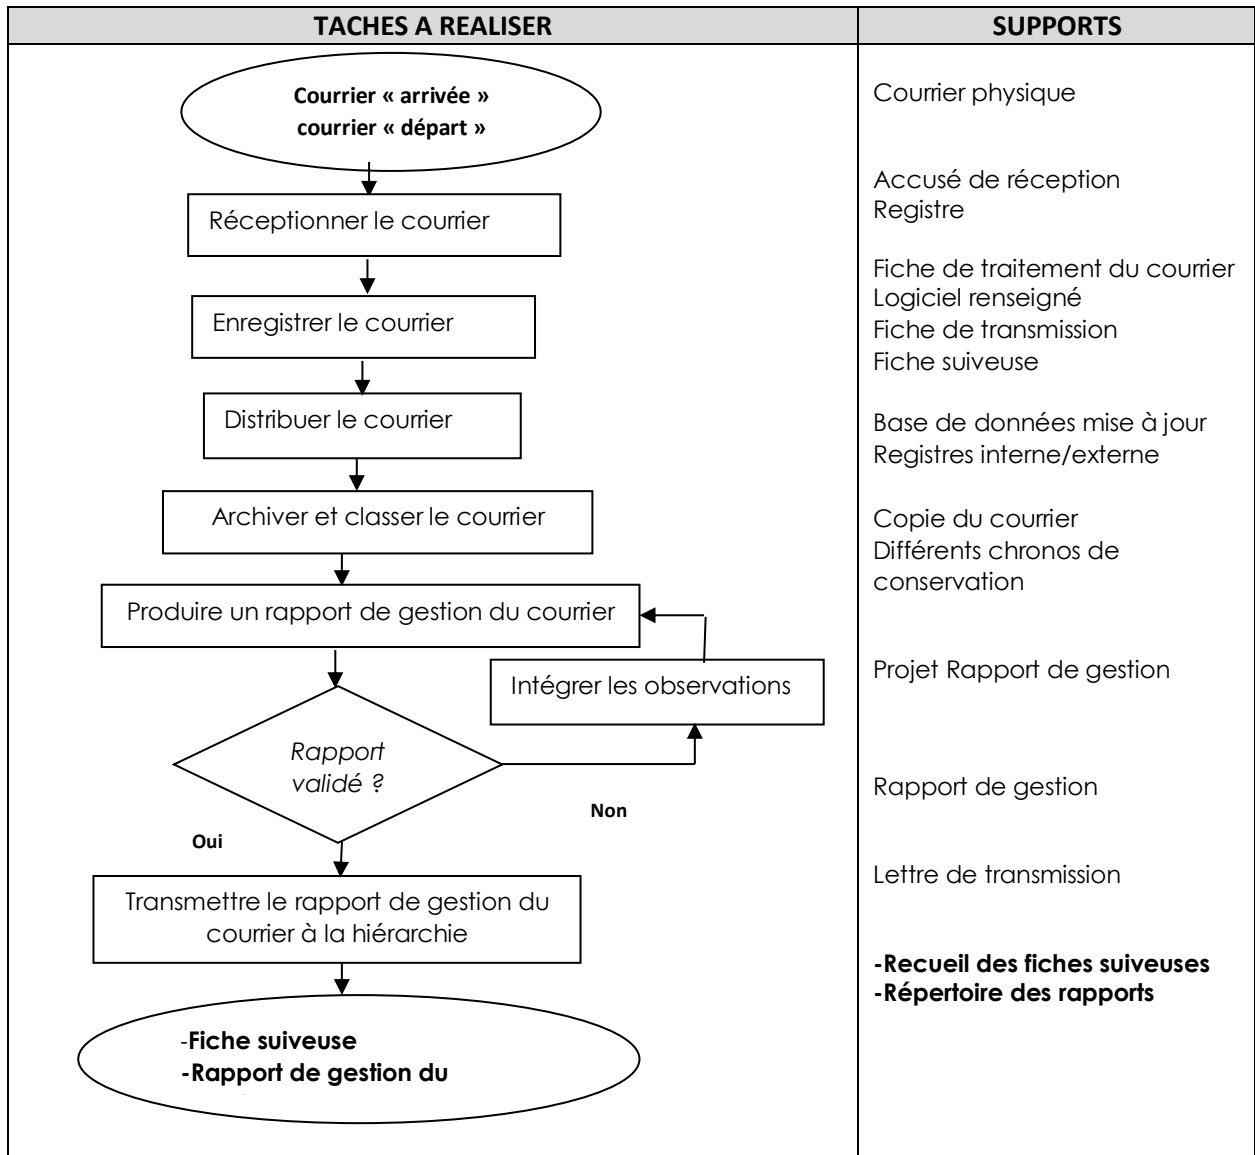 TACHES A REALISER
SUPPORTS
Courrier « arrivée »
courrier « départ »
Réceptionner le courrier
Enregistrer le courrier
Distribuer le courrier
Archiver et classer le courrier
Produire un rapport de gestion du courrier
Intégrer les observations
Rapport
validé ?
Non
Oui
Transmettre le rapport de gestion du
courrier à la hiérarchie
-Fiche suiveuse
-Rapport de gestion du
Courrier physique
Accusé de réception
Registre
Fiche de traitement du courrier
Logiciel renseigné
Fiche de transmission
Fiche suiveuse
Base de données mise à jour
Registres interne/externe
Copie du courrier
Différents chronos de
conservation
Projet Rapport de gestion
Rapport de gestion
Lettre de transmission
-Recueil des fiches suiveuses
-Répertoire des rapports